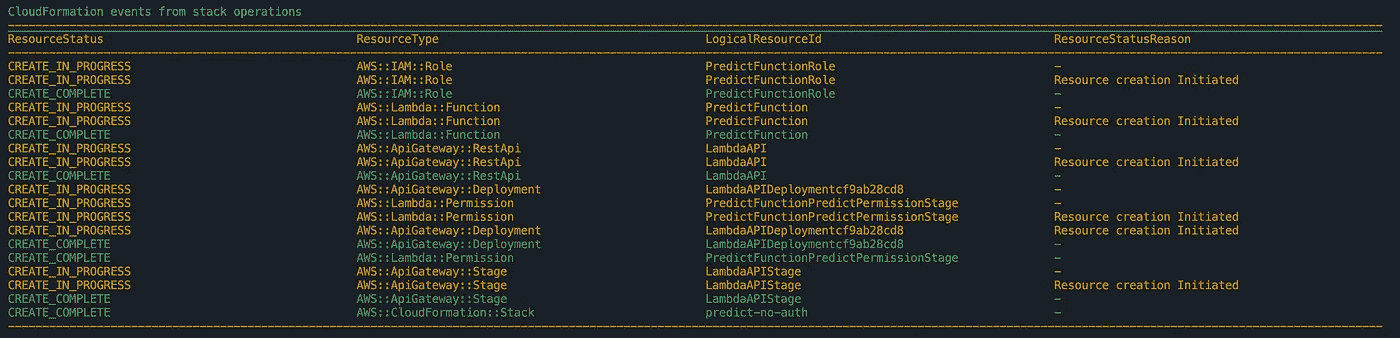 CloudFormation events from stack operations
ResourceStatus ResourceType LogicalResourceId ResourceStatusReason
CREATE_IN_PROGRESS AWS::IAM::Role PredictFunctionRole -
CREATE_IN_PROGRESS AWS::IAM::Role PredictFunctionRole Resource creation Initiated
CREATE_COMPLETE AWS::IAM::Role PredictFunctionRole -
CREATE_IN_PROGRESS AWS::Lambda::Function PredictFunction -
CREATE_IN_PROGRESS AWS::Lambda::Function PredictFunction Resource creation Initiated
CREATE_COMPLETE AWS::Lambda::Function PredictFunction -
CREATE_IN_PROGRESS AWS::ApiGateway::RestApi LambdaAPI -
CREATE_IN_PROGRESS AWS::ApiGateway::RestApi LambdaAPI Resource creation Initiated
CREATE_COMPLETE AWS::ApiGateway::RestApi LambdaAPI -
CREATE_IN_PROGRESS AWS::ApiGateway::Deployment LambdaAPIDeploymentcf9ab28cd8 -
CREATE_IN_PROGRESS AWS::Lambda::Permission PredictFunctionPredictPermissionStage -
CREATE_IN_PROGRESS AWS::Lambda::Permission PredictFunctionPredictPermissionStage Resource creation Initiated
CREATE_IN_PROGRESS AWS::ApiGateway::Deployment LambdaAPIDeploymentcf9ab28cd8 Resource creation Initiated
CREATE_COMPLETE AWS::ApiGateway::Deployment LambdaAPIDeploymentcf9ab28cd8 -
CREATE_COMPLETE AWS::Lambda::Permission PredictFunctionPredictPermissionStage -
CREATE_IN_PROGRESS AWS::ApiGateway::Stage LambdaAPIStage -
CREATE_IN_PROGRESS AWS::ApiGateway::Stage LambdaAPIStage Resource creation Initiated
CREATE_COMPLETE AWS::ApiGateway::Stage LambdaAPIStage -
CREATE_COMPLETE AWS::CloudFormation::Stack predict-no-auth -